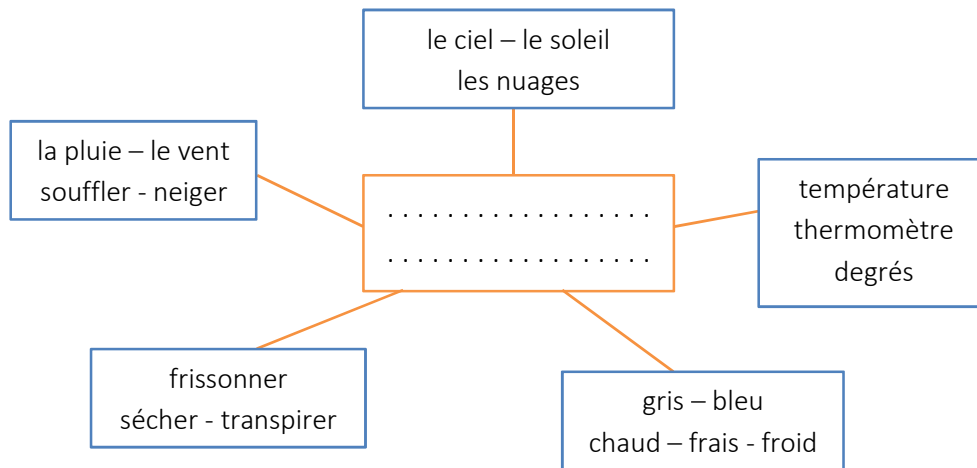 le ciel – le soleil
les nuages
la pluie – le vent
souffler - neiger
. . . . . . . . . . . . . . . . . .
. . . . . . . . . . . . . . . . . .
température
thermomètre
degrés
frissonner
sécher - transpirer
gris – bleu
chaud – frais - froid